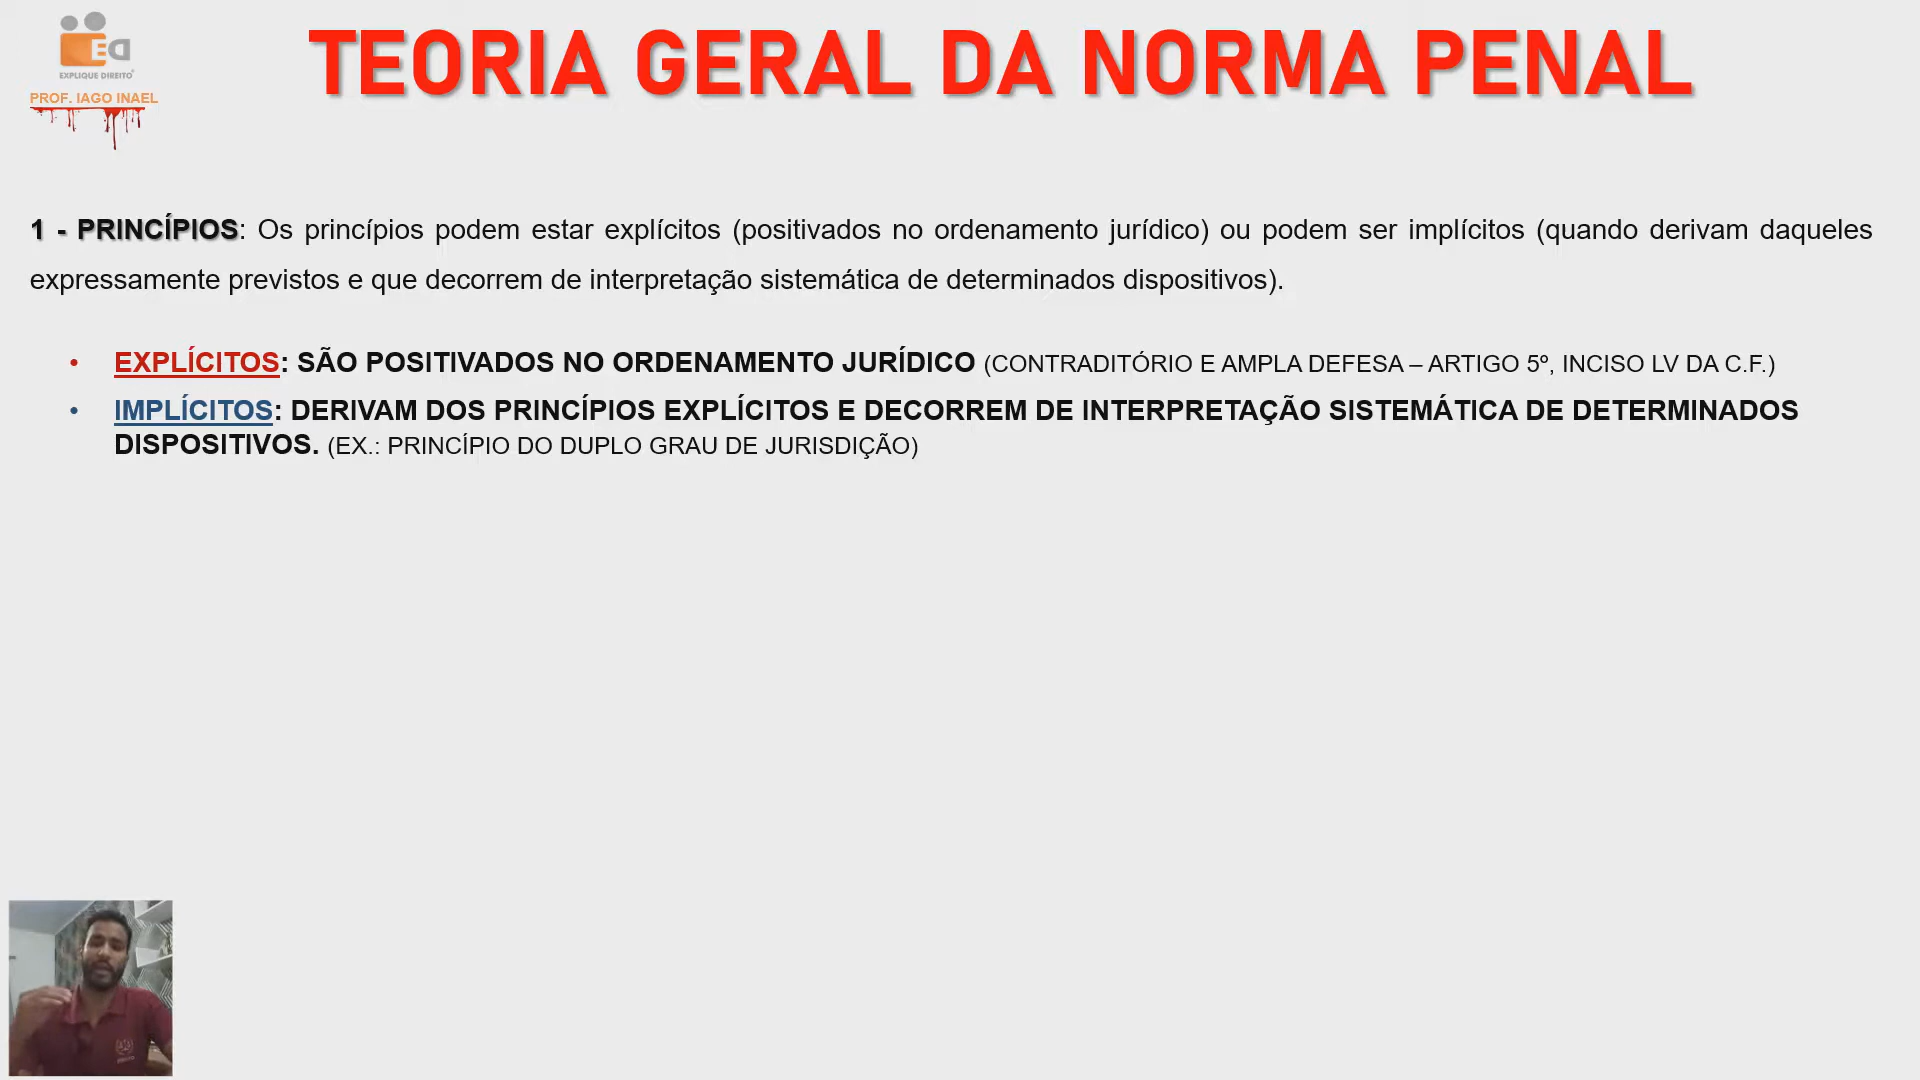 ED
EXPLIQUE DIREITO
PROF. IAGO INAEL
TEORIA GERAL DA NORMA PENAL
1 - PRINCÍPIOS: Os princípios podem estar explícitos (positivados no ordenamento jurídico) ou podem ser implícitos (quando derivam daqueles
expressamente previstos e que decorrem de interpretação sistemática de determinados dispositivos).
• EXPLÍCITOS: SÃO POSITIVADOS NO ORDENAMENTO JURÍDICO (CONTRADITÓRIO E AMPLA DEFESA – ARTIGO 5º, INCISO LV DA C.F.)
• IMPLÍCITOS: DERIVAM DOS PRINCÍPIOS EXPLÍCITOS E DECORREM DE INTERPRETAÇÃO SISTEMÁTICA DE DETERMINADOS
DISPOSITIVOS. (EX.: PRINCÍPIO DO DUPLO GRAU DE JURISDIÇÃO)